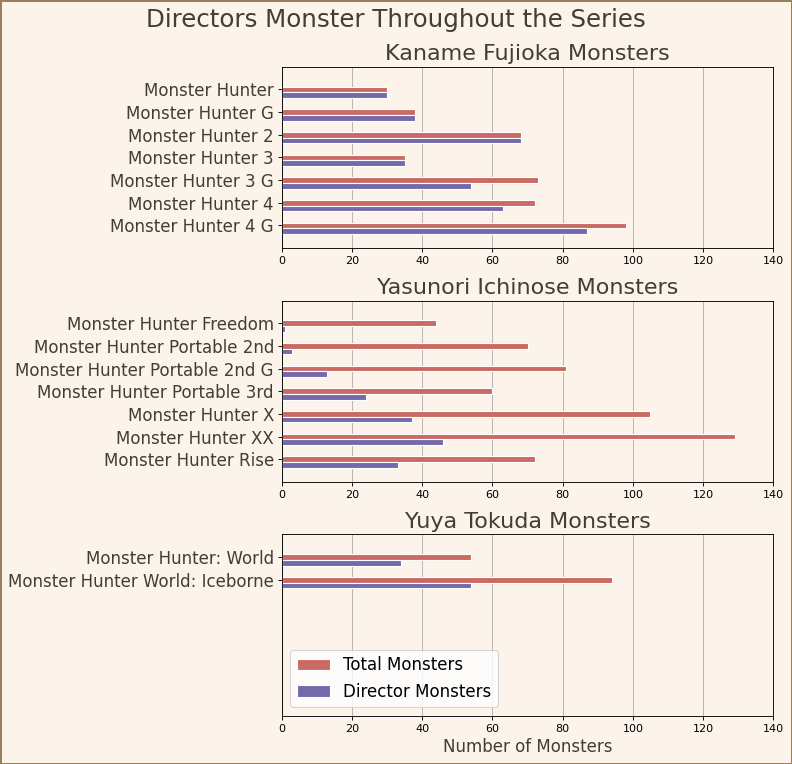 Directors Monster Throughout the Series
Kaname Fujioka Monsters
Monster Hunter
Monster Hunter G
Monster Hunter 2
Monster Hunter 3
Monster Hunter 3 G
Monster Hunter 4
Monster Hunter 4 G
0 20 40 60 80 100 120 140
Yasunori Ichinose Monsters
Monster Hunter Freedom
Monster Hunter Portable 2nd
Monster Hunter Portable 2nd G
Monster Hunter Portable 3rd
Monster Hunter X
Monster Hunter XX
Monster Hunter Rise
0 20 40 60 80 100 120 140
Yuya Tokuda Monsters
Monster Hunter: World
Monster Hunter World: Iceborne
Total Monsters
Director Monsters
0 20 40 60 80 100 120 140
Number of Monsters